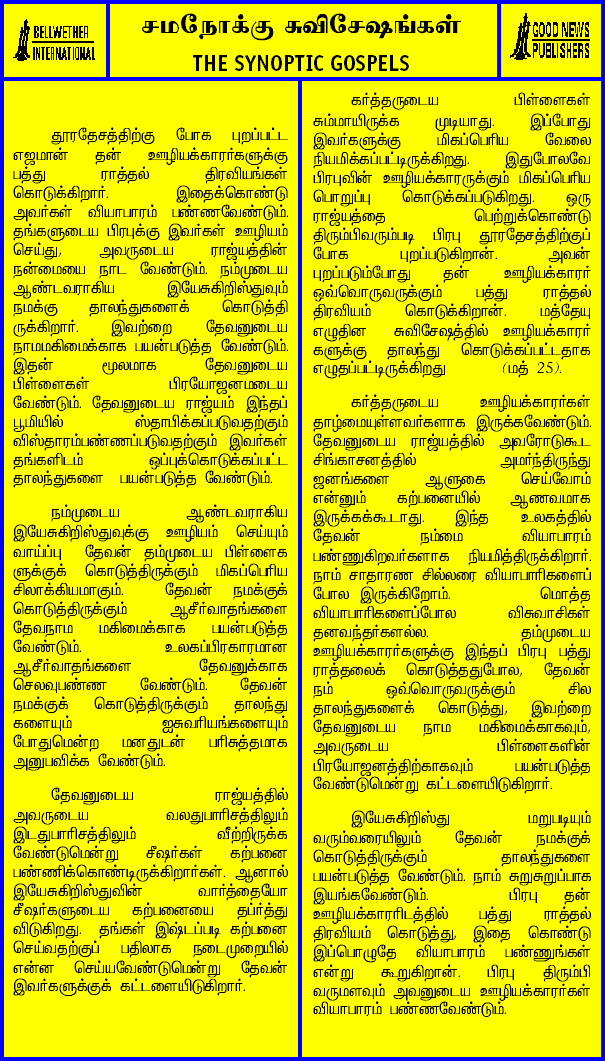 BELLWETHER
INTERNATIONAL
சமநோக்கு சுவிசேஷங்கள்
THE SYNOPTIC GOSPELS
GOOD NEWS
PUBLISHERS
தூரதேசத்திற்கு போக புறப்பட்ட
எஜமான் தன் ஊழியக்காரர்களுக்கு
பத்து ராத்தல் திரவியங்கள்
கொடுக்கிறார். இதைக்கொண்டு
அவர்கள் வியாபாரம் பண்ணவேண்டும்.
தங்களுடைய பிரபுக்கு இவர்கள் ஊழியம்
செய்து, அவருடைய ராஜ்யத்தின்
நன்மையை நாட வேண்டும். நம்முடைய
ஆண்டவராகிய இயேசுகிறிஸ்துவும்
நமக்கு தாலந்துகளைக் கொடுத்தி
ருக்கிறார். இவற்றை தேவனுடைய
நாமமகிமைக்காக பயன்படுத்த வேண்டும்.
இதன் மூலமாக தேவனுடைய
பிள்ளைகள் பிரயோஜனமடைய
வேண்டும். தேவனுடைய ராஜ்யம் இந்தப்
பூமியில் ஸ்தாபிக்கப்படுவதற்கும்
விஸ்தாரம்பண்ணப்படுவதற்கும் இவர்கள்
தங்களிடம் ஒப்புக்கொடுக்கப்பட்ட
தாலந்துகளை பயன்படுத்த வேண்டும்.
நம்முடைய ஆண்டவராகிய
இயேசுகிறிஸ்துவுக்கு ஊழியம் செய்யும்
வாய்ப்பு தேவன் தம்முடைய பிள்ளைக
ளுக்குக் கொடுத்திருக்கும் மிகப்பெரிய
சிலாக்கியமாகும். தேவன் நமக்குக்
கொடுத்திருக்கும் ஆசீர்வாதங்களை
தேவநாம மகிமைக்காக பயன்படுத்த
வேண்டும். உலகப்பிரகாரமான
ஆசீர்வாதங்களை தேவனுக்காக
செலவுபண்ண வேண்டும். தேவன்
நமக்குக் கொடுத்திருக்கும் தாலந்து
களையும் ஐசுவரியங்களையும்
போதுமென்ற மனதுடன் பரிசுத்தமாக
அனுபவிக்க வேண்டும்.
தேவனுடைய ராஜ்யத்தில்
அவருடைய வலதுபாரிசத்திலும்
இடதுபாரிசத்திலும் வீற்றிருக்க
வேண்டுமென்று சீஷர்கள் கற்பனை
பண்ணிக்கொண்டிருக்கிறார்கள். ஆனால்
இயேசுகிறிஸ்துவின் வார்த்தையோ
சீஷர்களுடைய கற்பனையை தப்ர்த்து
விடுகிறது. தங்கள் இஷ்டப்படி கற்பனை
செய்வதற்குப் பதிலாக நடைமுறையில்
என்ன செய்யவேண்டுமென்று தேவன்
இவர்களுக்குக் கட்டளையிடுகிறார்.
கர்த்தருடைய பிள்ளைகள்
சும்மாயிருக்க முடியாது. இப்போது
இவர்களுக்கு மிகப்பெரிய வேலை
நியமிக்கப்பட்டிருக்கிறது. இதுபோலவே
பிரபுவின் ஊழியக்காரருக்கும் மிகப்பெரிய
பொறுப்பு கொடுக்கப்படுகிறது. ஒரு
ராஜ்யத்தை பெற்றுக்கொண்டு
திரும்பிவரும்படி பிரபு தூரதேசத்திற்குப்
போக புறப்படுகிறான். அவன்
புறப்படும்போது தன் ஊழியக்காரர்
ஒவ்வொருவருக்கும் பத்து ராத்தல்
திரவியம் கொடுக்கிறான். மத்தேயு
எழுதின சுவிசேஷத்தில் ஊழியக்காரர்
களுக்கு தாலந்து கொடுக்கப்பட்டதாக
எழுதப்பட்டிருக்கிறது (மத் 25).
கர்த்தருடைய ஊழியக்காரர்கள்
தாழ்மையுள்ளவர்களாக இருக்கவேண்டும்.
தேவனுடைய ராஜ்யத்தில் அவரோடுகூட
சிங்காசனத்தில் அமர்ந்திருந்து
ஜனங்களை ஆளுகை செய்வோம்
என்னும் கற்பனையில் ஆணவமாக
இருக்கக்கூடாது. இந்த உலகத்தில்
தேவன் நம்மை வியாபாரம்
பண்ணுகிறவர்களாக நியமித்திருக்கிறார்.
நாம் சாதாரண சில்லரை வியாபாரிகளைப்
போல இருக்கிறோம். மொத்த
வியாபாரிகளைப்போல விசுவாசிகள்
தனவந்தர்களல்ல. தம்முடைய
ஊழியக்காரர்களுக்கு இந்தப் பிரபு பத்து
ராத்தலைக் கொடுத்ததுபோல, தேவன்
நம் ஒவ்வொருவருக்கும் சில
தாலந்துகளைக் கொடுத்து, இவற்றை
தேவனுடைய நாம மகிமைக்காகவும்,
அவருடைய பிள்ளைகளின்
பிரயோஜனத்திற்காகவும் பயன்படுத்த
வேண்டுமென்று கட்டளையிடுகிறார்.
இயேசுகிறிஸ்து மறுபடியும்
வரும்வரையிலும் தேவன் நமக்குக்
கொடுத்திருக்கும் தாலந்துகளை
பயன்படுத்த வேண்டும். நாம் சுறுசுறுப்பாக
இயங்கவேண்டும். பிரபு தன்
ஊழியக்காரரிடத்தில் பத்து ராத்தல்
திரவியம் கொடுத்து, இதை கொண்டு
இப்பொழுதே வியாபாரம் பண்ணுங்கள்
என்று கூறுகிறான். பிரபு திரும்பி
வருமளவும் அவனுடைய ஊழியக்காரர்கள்
வியாபாரம் பண்ணவேண்டும்.